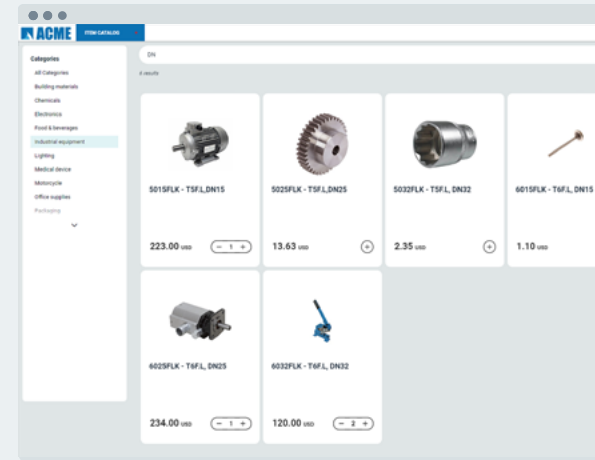 ACME
ITEM CATALOG
Categories
All Categories
Building materials
Chemicals
Electronics
Food & beverages
Industrial equipment
Lighting
Medical device
Motorcycle
Office supplies
Packaging
DN
6 results
5015FLK - T5F.L,DN15
223.00 USD
- 1 +
5025FLK - T5F.L,DN25
13.63 USD
+
5032FLK - T5F.L, DN32
2.35 USD
+
6015FLK - T6F.L, DN15
1.10 USD
6025FLK - T6F.L, DN25
234.00 USD
- 1 +
6032FLK - T6F.L, DN32
120.00 USD
- 2 +